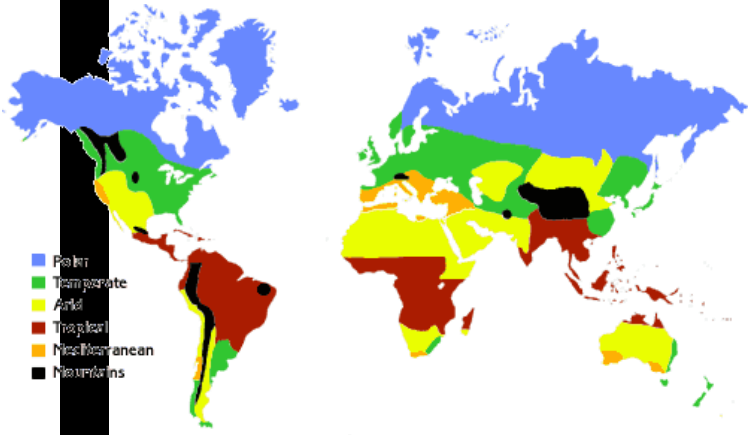 Polar
Temperate
Arid
Tropical
Mediterranean
Mountains